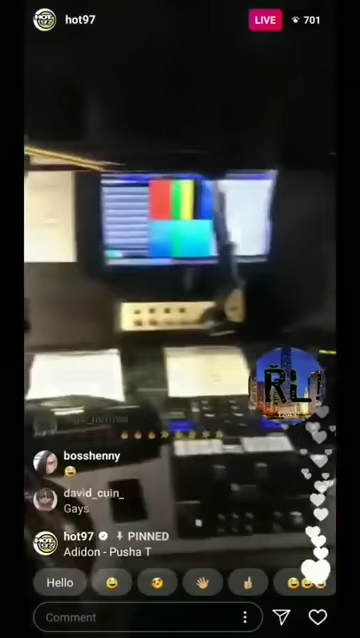 hot97
LIVE
701
RL
bosshenny
david_cuin_
Gays
hot97 PINNED
Adidon - Pusha T
Hello
Comment